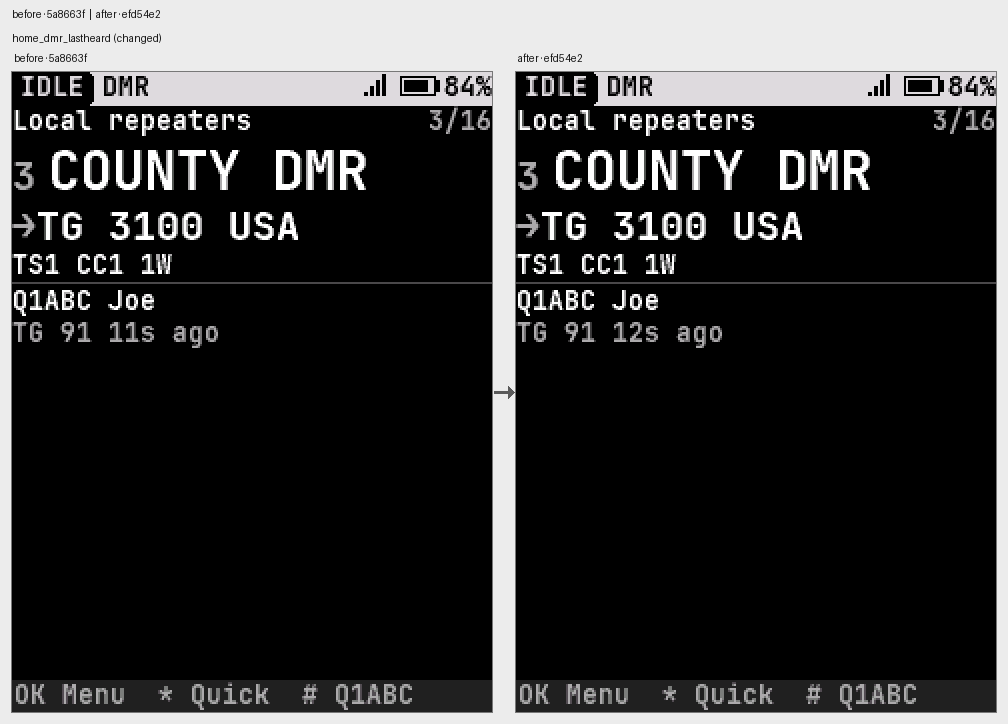 before·5a8663f | after·efd54e2
home_dmr_lastheard (changed)
before·5a8663f
IDLE DMR 84%
Local repeaters 3/16
3 COUNTY DMR
→TG 3100 USA
TS1 CC1 1W
Q1ABC Joe
TG 91 11s ago
OK Menu * Quick # Q1ABC
→
after·efd54e2
IDLE DMR 84%
Local repeaters 3/16
3 COUNTY DMR
→TG 3100 USA
TS1 CC1 1W
Q1ABC Joe
TG 91 12s ago
OK Menu * Quick # Q1ABC